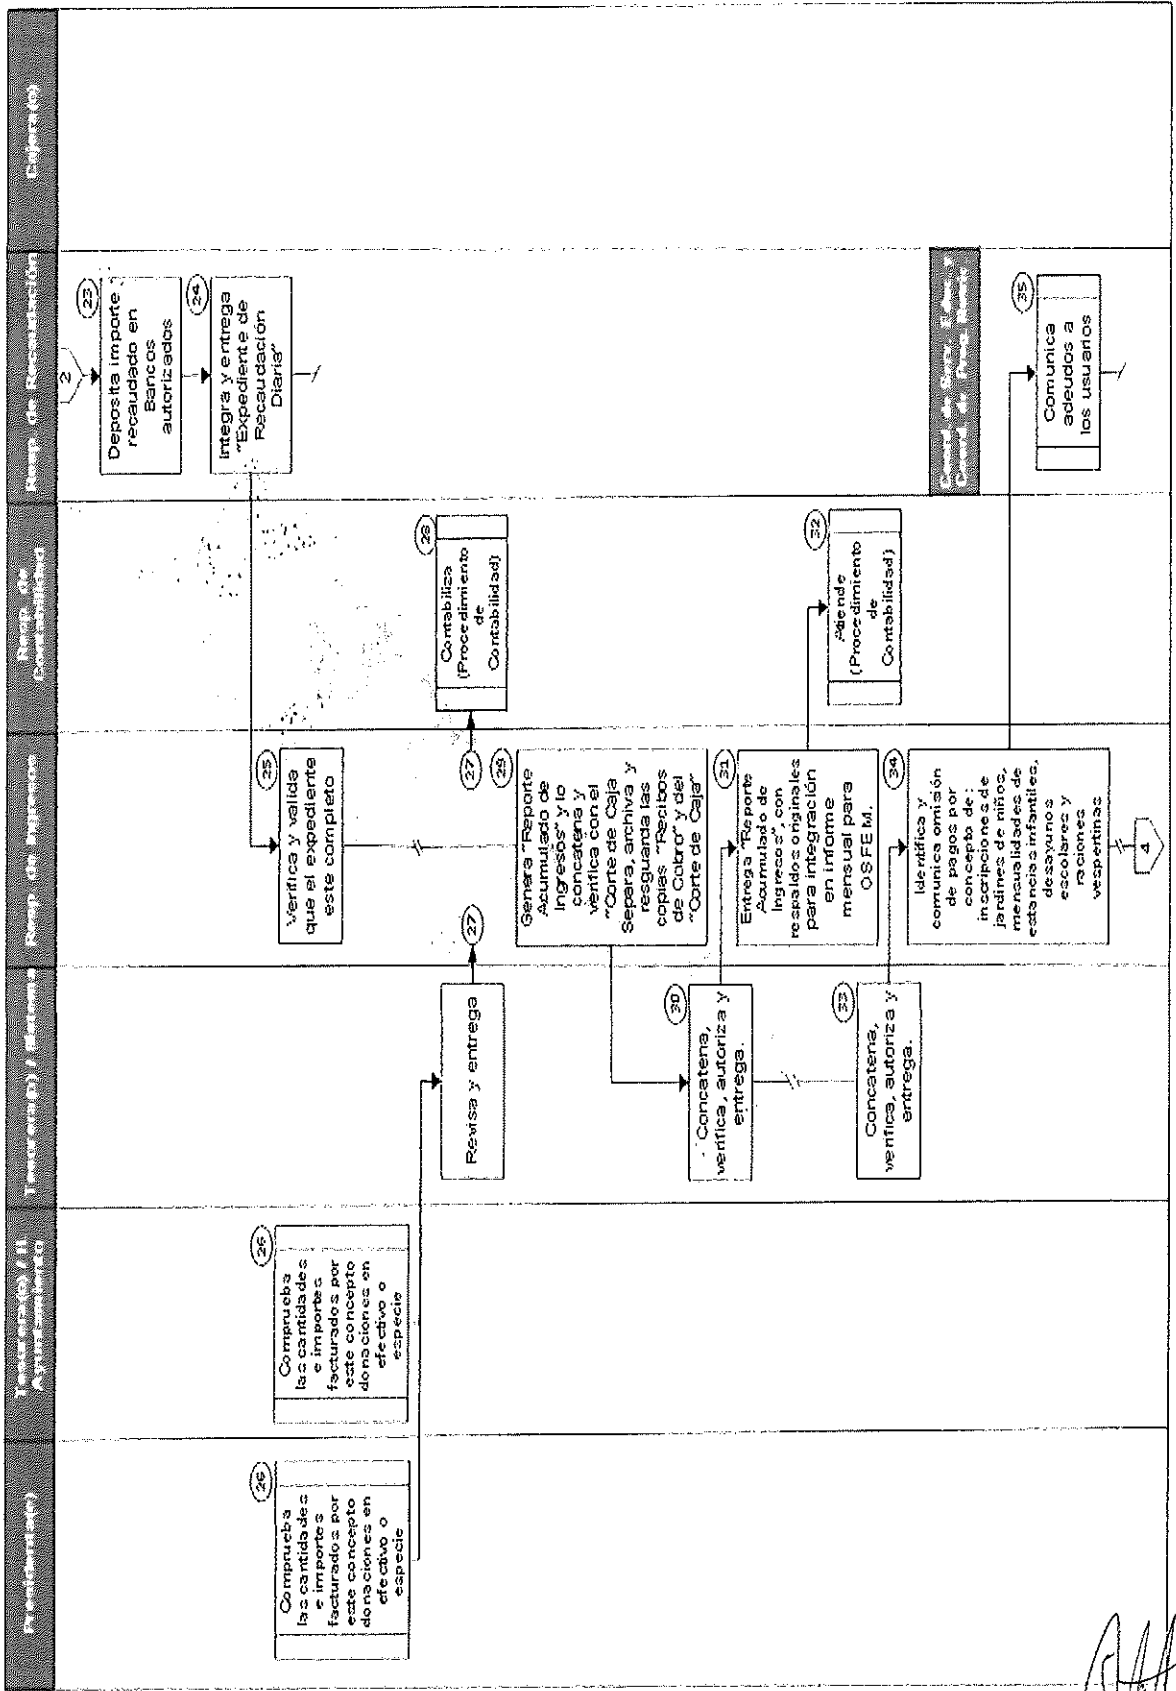 Presidenta(e)
Tesorera(o) / H.
Ayuntamiento
Resp. de Ingresos
Resp. de
Contabilidad
Resp. de Recaudación
Cajera(o)
2
23
Deposita importe
recaudado en
Bancos
autorizados
24
Integra y entrega
"Expediente de
Recaudación
Diaria"
25
Verifica y valida
que el expediente
este completo
26
Comprueba
las cantidades
e importes
facturados por
este concepto
donaciones en
efectivo o
especie
26
Comprueba
las cantidades
e importes
facturados por
este concepto
donaciones en
efectivo o
especie
Revisa y entrega
27
27
28
Contabiliza
(Procedimiento
de
Contabilidad)
29
Genera "Reporte
Acumulado de
Ingresos" y lo
concatena y
verifica con el
"Corte de Caja
Separa, archiva y
resguarda las
copias "Recibos
de Cobro" y del
"Corte de Caja"
30
Concatena,
verifica, autoriza y
entrega.
31
Entrega "Reporte
Acumulado de
Ingresos", con
respaldos originales
para integración
en informe
mensual para
OSFEM.
32
Atiende
(Procedimiento
de
Contabilidad)
33
Concatena,
verifica, autoriza y
entrega.
34
Identifica y
comunica omisión
de pagos por
concepto de:
inscripciones de
jardines de niños,
mensualidades de
estancias infantiles,
desayunos
escolares y
raciones
vespertinas
35
Comunica
adeudos a
los usuarios
4